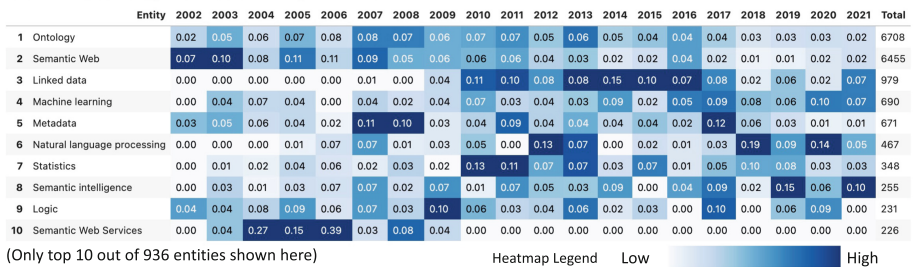 Entity 2002 2003 2004 2005 2006 2007 2008 2009 2010 2011 2012 2013 2014 2015 2016 2017 2018 2019 2020 2021 Total
1 Ontology 0.02 0.05 0.06 0.07 0.08 0.08 0.07 0.06 0.07 0.07 0.05 0.06 0.05 0.04 0.04 0.04 0.03 0.03 0.03 0.02 6708
2 Semantic Web 0.07 0.10 0.08 0.11 0.11 0.09 0.05 0.06 0.06 0.06 0.04 0.03 0.02 0.02 0.04 0.02 0.01 0.01 0.02 0.02 6455
3 Linked data 0.00 0.00 0.00 0.00 0.00 0.01 0.00 0.04 0.11 0.10 0.08 0.08 0.14 0.10 0.07 0.08 0.02 0.06 0.02 0.07 979
4 Machine learning 0.00 0.04 0.07 0.04 0.00 0.04 0.02 0.04 0.07 0.03 0.04 0.03 0.09 0.02 0.05 0.09 0.08 0.06 0.10 0.07 690
5 Metadata 0.03 0.05 0.06 0.04 0.02 0.11 0.10 0.03 0.04 0.09 0.04 0.04 0.04 0.04 0.02 0.12 0.06 0.03 0.01 0.01 671
6 Natural language processing 0.00 0.00 0.00 0.01 0.07 0.07 0.01 0.03 0.05 0.00 0.13 0.07 0.00 0.02 0.01 0.03 0.19 0.09 0.14 0.05 467
7 Statistics 0.00 0.01 0.02 0.04 0.06 0.02 0.03 0.02 0.13 0.11 0.07 0.07 0.03 0.07 0.01 0.05 0.10 0.08 0.03 0.03 348
8 Semantic intelligence 0.00 0.03 0.01 0.03 0.07 0.07 0.02 0.07 0.01 0.07 0.05 0.03 0.09 0.00 0.04 0.09 0.02 0.15 0.06 0.10 255
9 Logic 0.04 0.04 0.08 0.09 0.06 0.07 0.03 0.10 0.06 0.03 0.04 0.06 0.02 0.03 0.00 0.10 0.00 0.06 0.09 0.00 231
10 Semantic Web Services 0.00 0.04 0.27 0.15 0.39 0.03 0.08 0.04 0.00 0.00 0.00 0.00 0.00 0.00 0.00 0.00 0.00 0.00 0.00 0.00 226
(Only top 10 out of 936 entities shown here) Heatmap Legend Low High